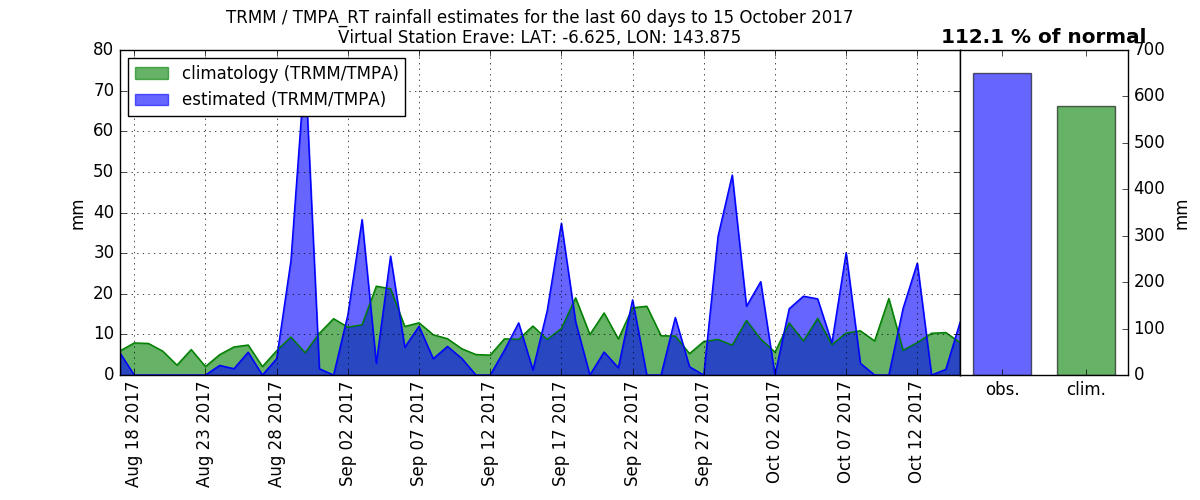 TRMM / TMPA_RT rainfall estimates for the last 60 days to 15 October 2017
Virtual Station Erave: LAT: -6.625, LON: 143.875
112.1 % of normal
climatology (TRMM/TMPA)
estimated (TRMM/TMPA)
mm
80
70
60
50
40
30
20
10
0
Aug 18 2017
Aug 23 2017
Aug 28 2017
Sep 02 2017
Sep 07 2017
Sep 12 2017
Sep 17 2017
Sep 22 2017
Sep 27 2017
Oct 02 2017
Oct 07 2017
Oct 12 2017
obs.
clim.
700
600
500
400
300
200
100
0
mm